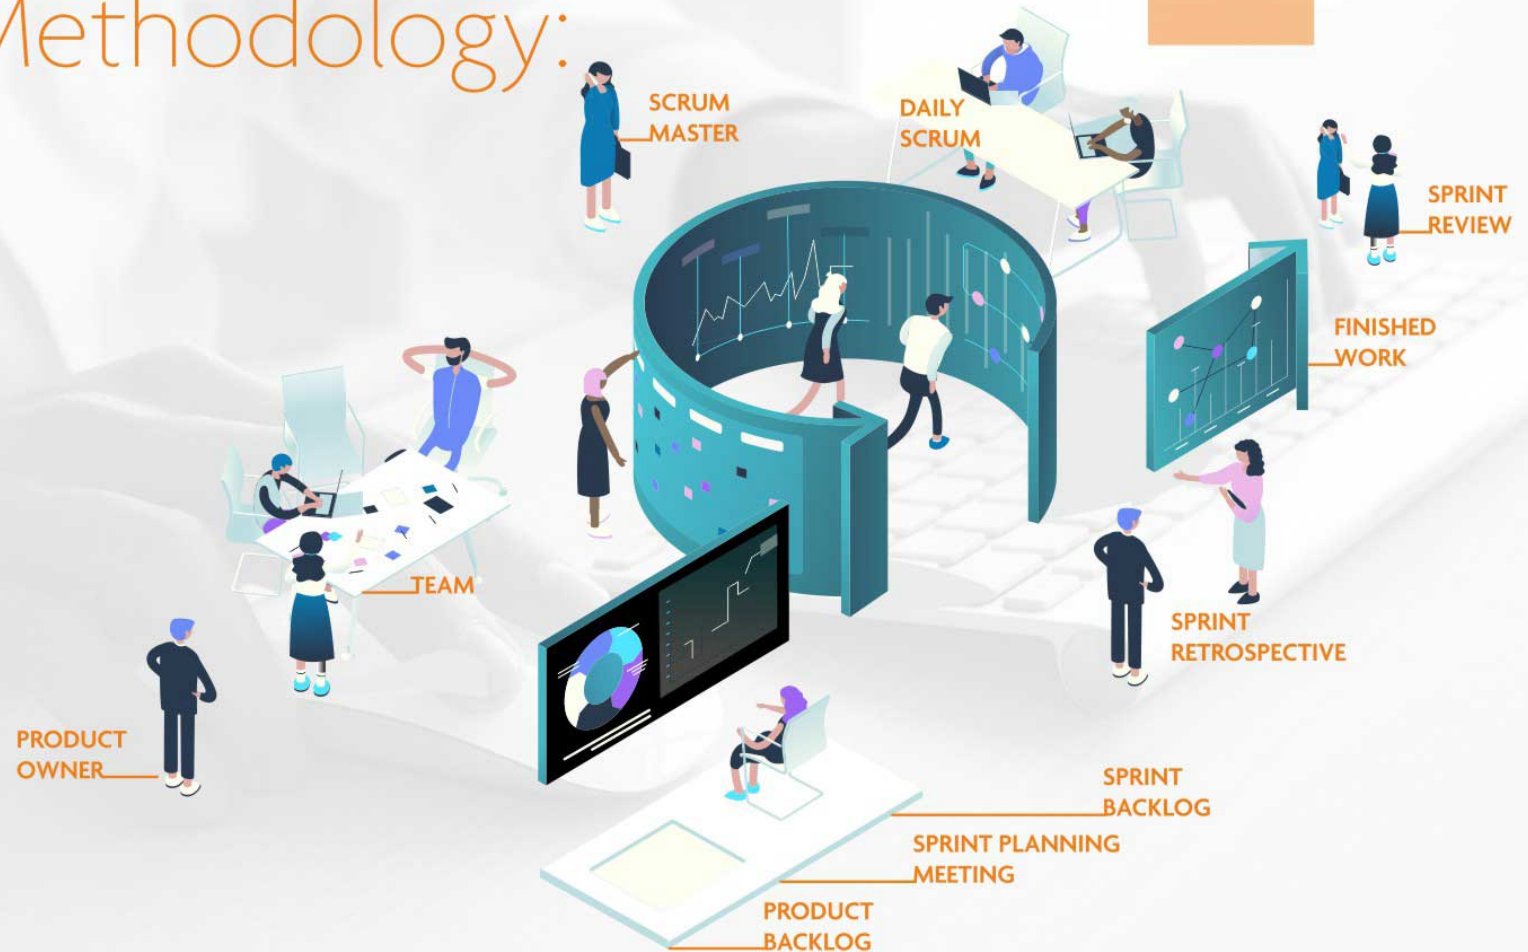 Methodology:
SCRUM
MASTER
DAILY
SCRUM
SPRINT
REVIEW
FINISHED
WORK
TEAM
SPRINT
RETROSPECTIVE
PRODUCT
OWNER
SPRINT
BACKLOG
SPRINT PLANNING
MEETING
PRODUCT
BACKLOG